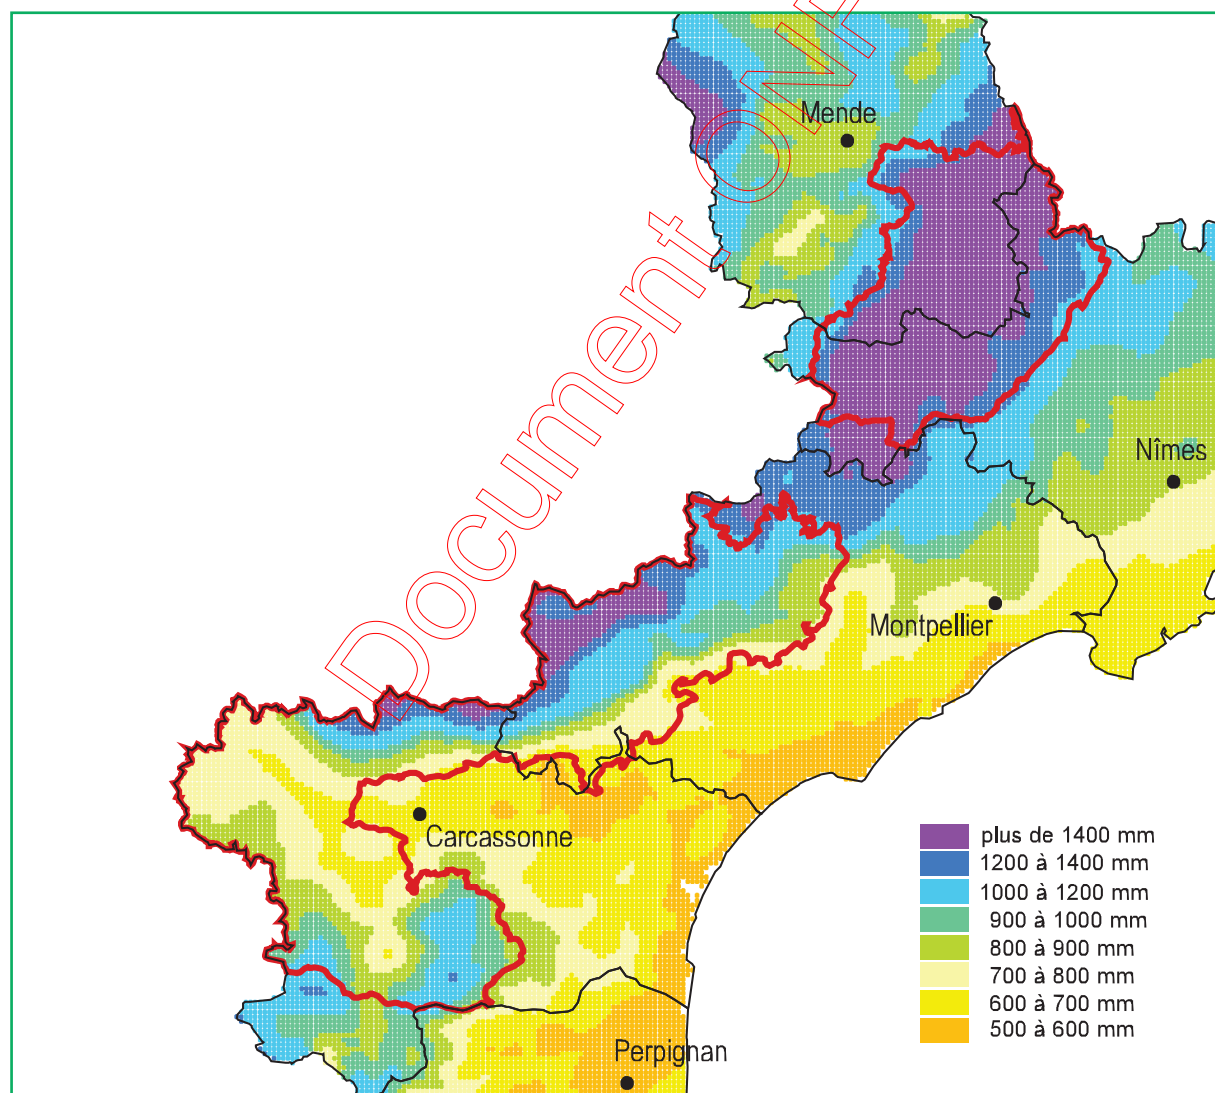 Document ONF
Mende
Nîmes
Montpellier
Carcassonne
Perpignan
plus de 1400 mm
1200 à 1400 mm
1000 à 1200 mm
900 à 1000 mm
800 à 900 mm
700 à 800 mm
600 à 700 mm
500 à 600 mm